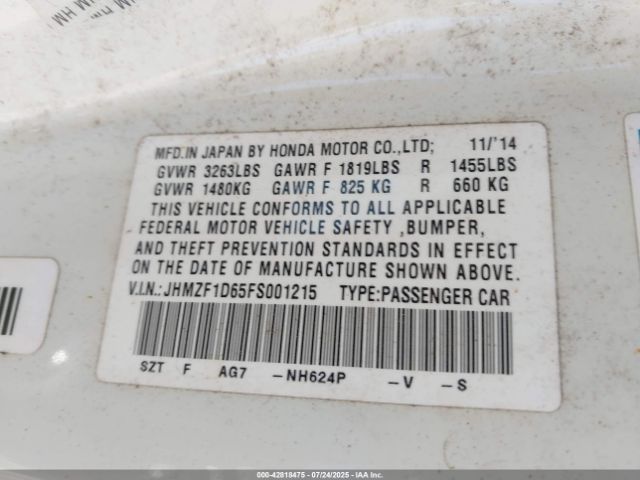 MFD.IN JAPAN BY HONDA MOTOR CO.,LTD; 11/'14
GVWR 3263LBS GAWR F 1819LBS R 1455LBS
GVWR 1480KG GAWR F 825 KG R 660 KG
THIS VEHICLE CONFORMS TO ALL APPLICABLE
FEDERAL MOTOR VEHICLE SAFETY ,BUMPER,
AND THEFT PREVENTION STANDARDS IN EFFECT
ON THE DATE OF MANUFACTURE SHOWN ABOVE.
V.I.N.:JHMZF1D65FS001215 TYPE:PASSENGER CAR
SZT F AG7 -NH624P -V -S
000-42818475 - 07/24/2025 - IAAI.COM